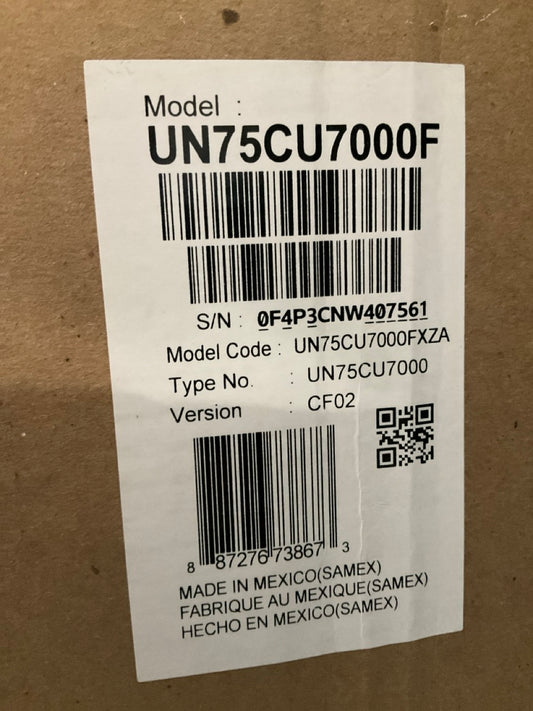 Model :
UN75CU7000F
S/N : 0F4P3CNW407561
Model Code : UN75CU7000FXZA
Type No. : UN75CU7000
Version : CF02
8 87276 73867 3
MADE IN MEXICO(SAMEX)
FABRIQUE AU MEXIQUE(SAMEX)
HECHO EN MEXICO(SAMEX)